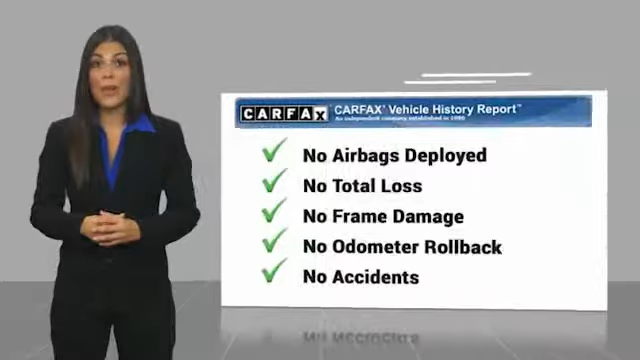 CARFAX CARFAX® Vehicle History Report™
An independent company established in 1986
No Airbags Deployed
No Total Loss
No Frame Damage
No Odometer Rollback
No Accidents